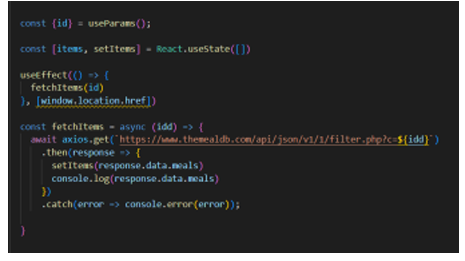 const {id} = useParams();
const [items, setItems] = React.useState([])
useEffect(() => {
fetchItems(id)
}, [window.location.href])
const fetchItems = async (idd) => {
await axios.get(`https://www.themealdb.com/api/json/v1/1/filter.php?c=${idd}`)
.then(response => {
setItems(response.data.meals)
console.log(response.data.meals)
})
.catch(error => console.error(error));
}